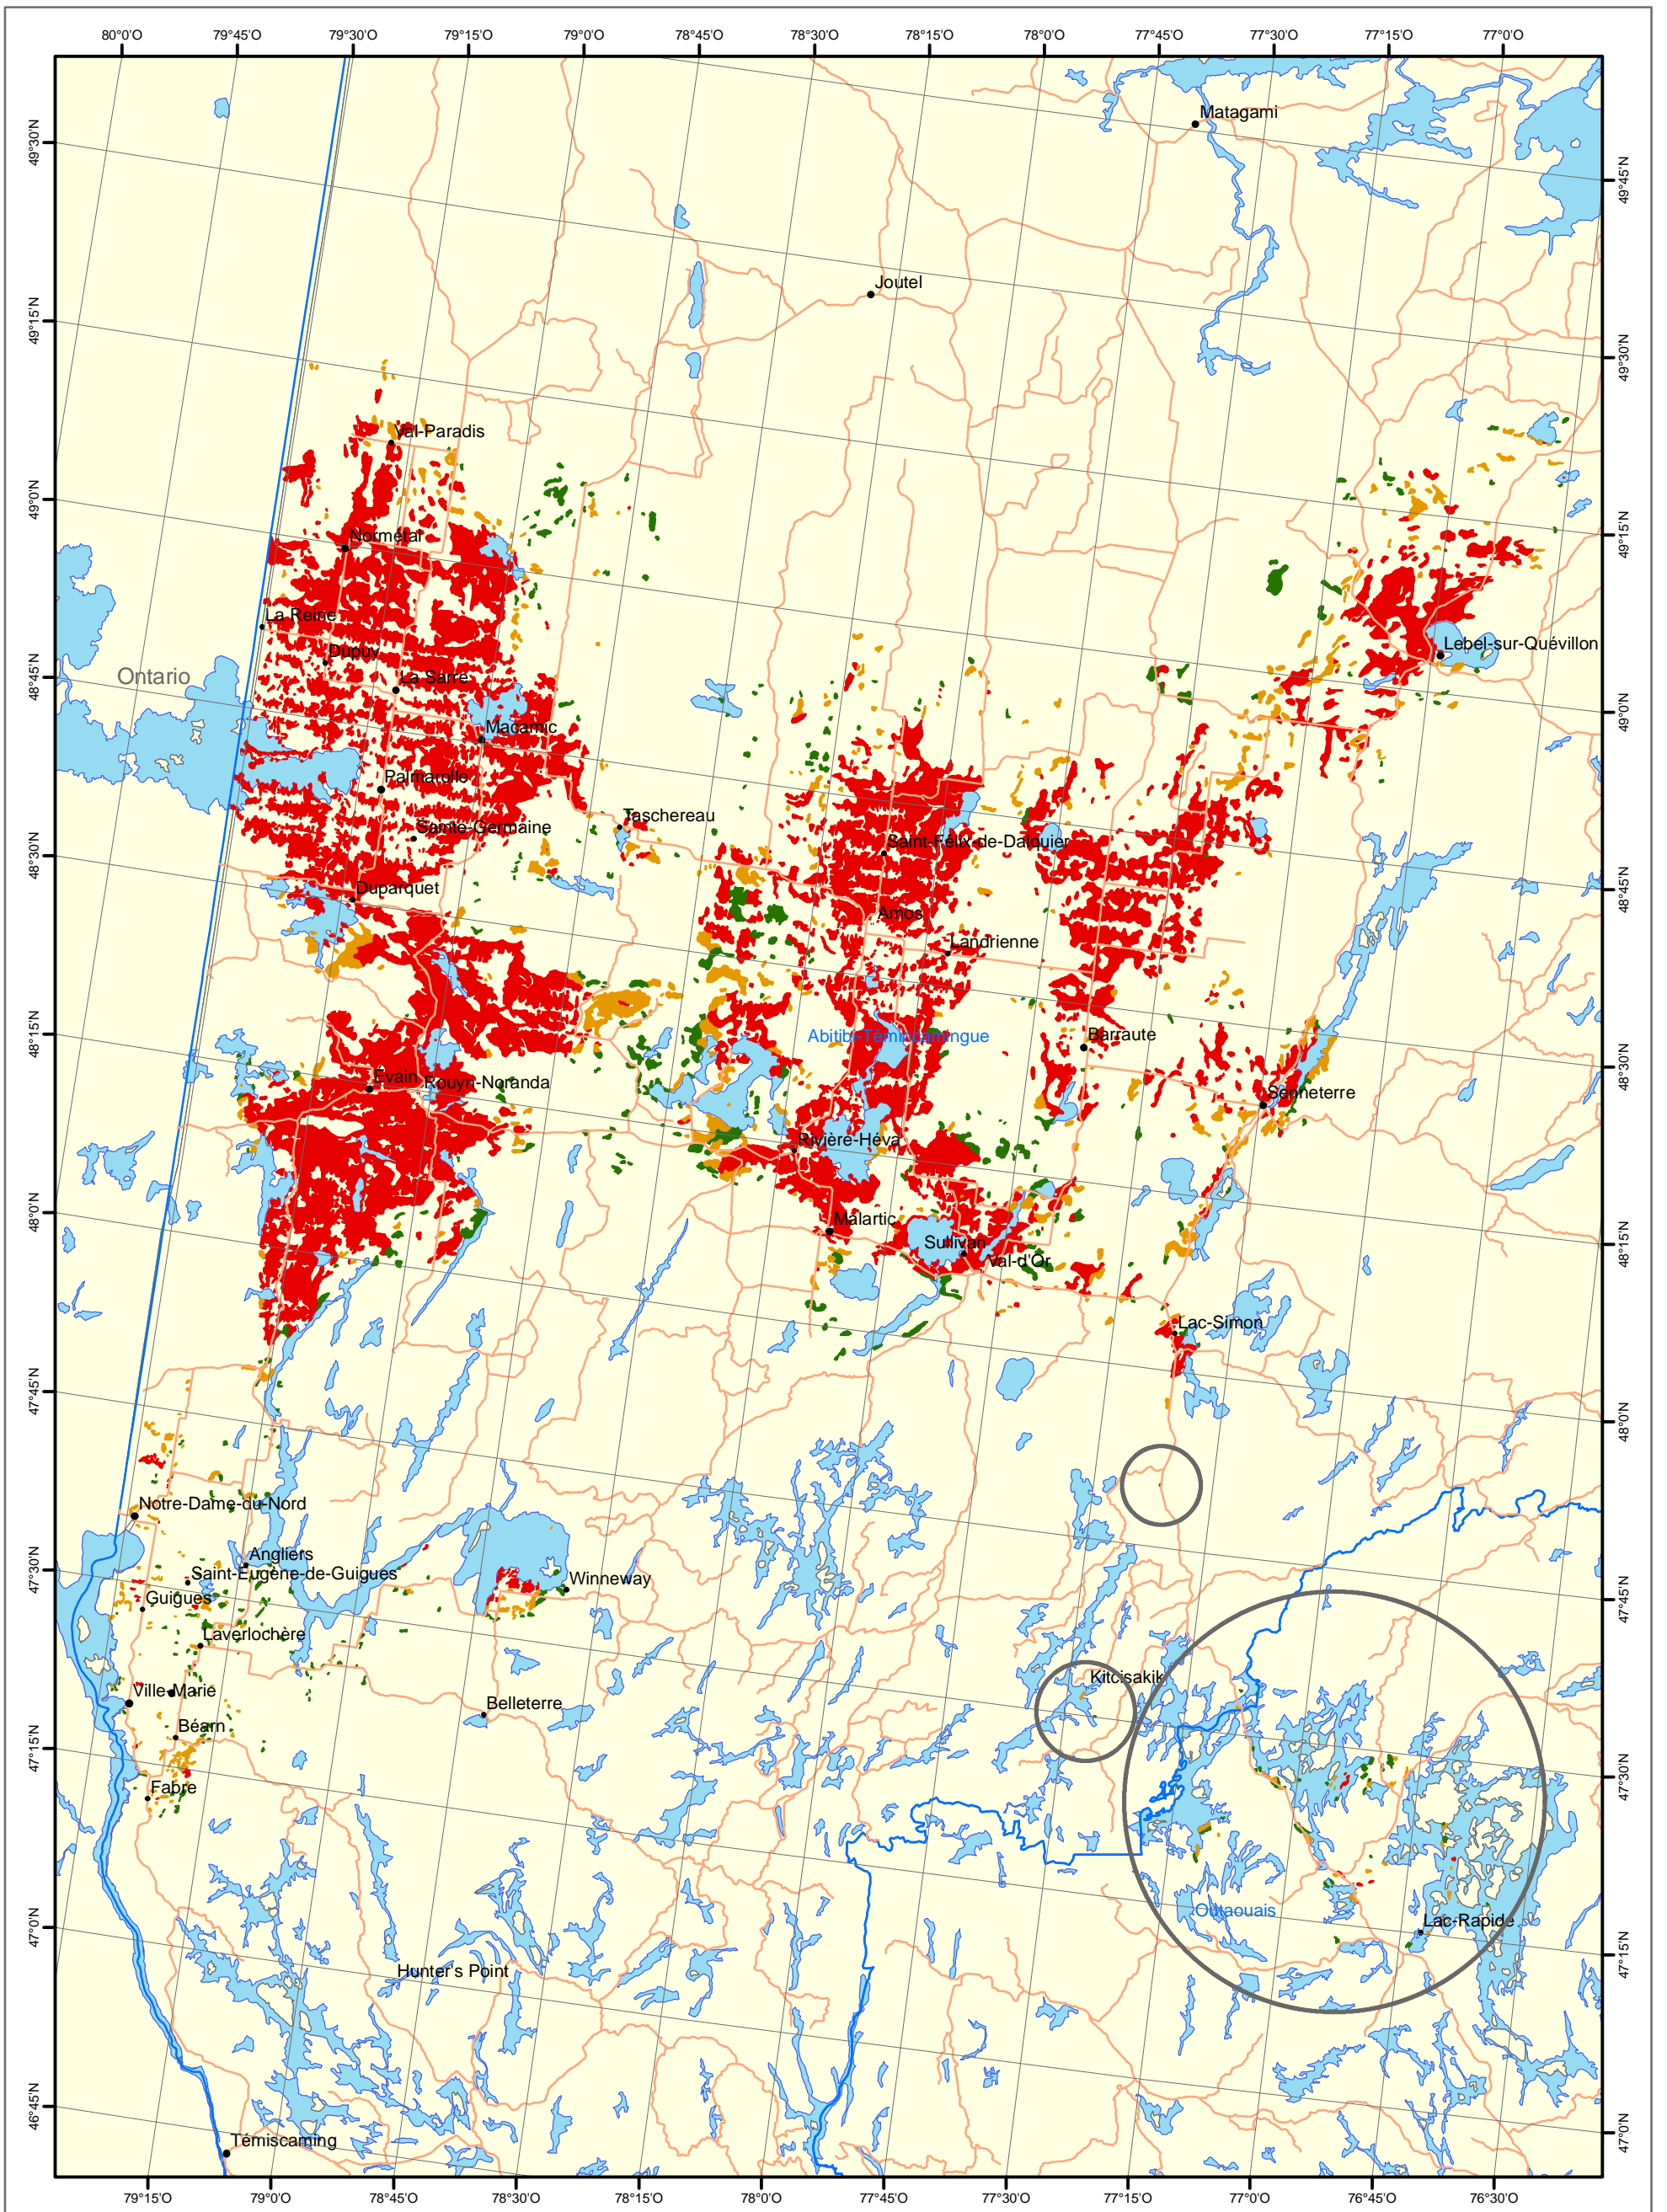 80°0'O 79°45'O 79°30'O 79°15'O 79°0'O 78°45'O 78°30'O 78°15'O 78°0'O 77°45'O 77°30'O 77°15'O 77°0'O
49°30'N
49°15'N
49°0'N
48°45'N
48°30'N
48°15'N
48°0'N
47°45'N
47°30'N
47°15'N
47°0'N
46°45'N
Matagami
Joutel
Val-Paradis
Normétal
La Reine
Lebel-sur-Quévillon
Dupuy
Ontario
La Sarre
Macamic
Palmarolle
Taschereau
Sainte-Germaine
Saint-Félix-de-Dalquier
Duparquet
Amos
Landrienne
Abitibi-Témiscamingue
Barraute
Évain
Rouyn-Noranda
Senneterre
Rivière-Héva
Malartic
Sullivan
Val-d'Or
Lac-Simon
Notre-Dame-du-Nord
Angliers
Saint-Eugène-de-Guigues
Winneway
Guigues
Laverlochère
Kitcisakik
Ville-Marie
Belleterre
Béarn
Fabre
Outaouais
Lac-Rapide
Hunter's Point
Témiscaming
49°45'N
49°30'N
49°15'N
49°0'N
48°45'N
48°30'N
48°15'N
48°0'N
47°45'N
47°30'N
47°15'N
47°0'N
79°15'O 79°0'O 78°45'O 78°30'O 78°15'O 78°0'O 77°45'O 77°30'O 77°15'O 77°0'O 76°45'O 76°30'O